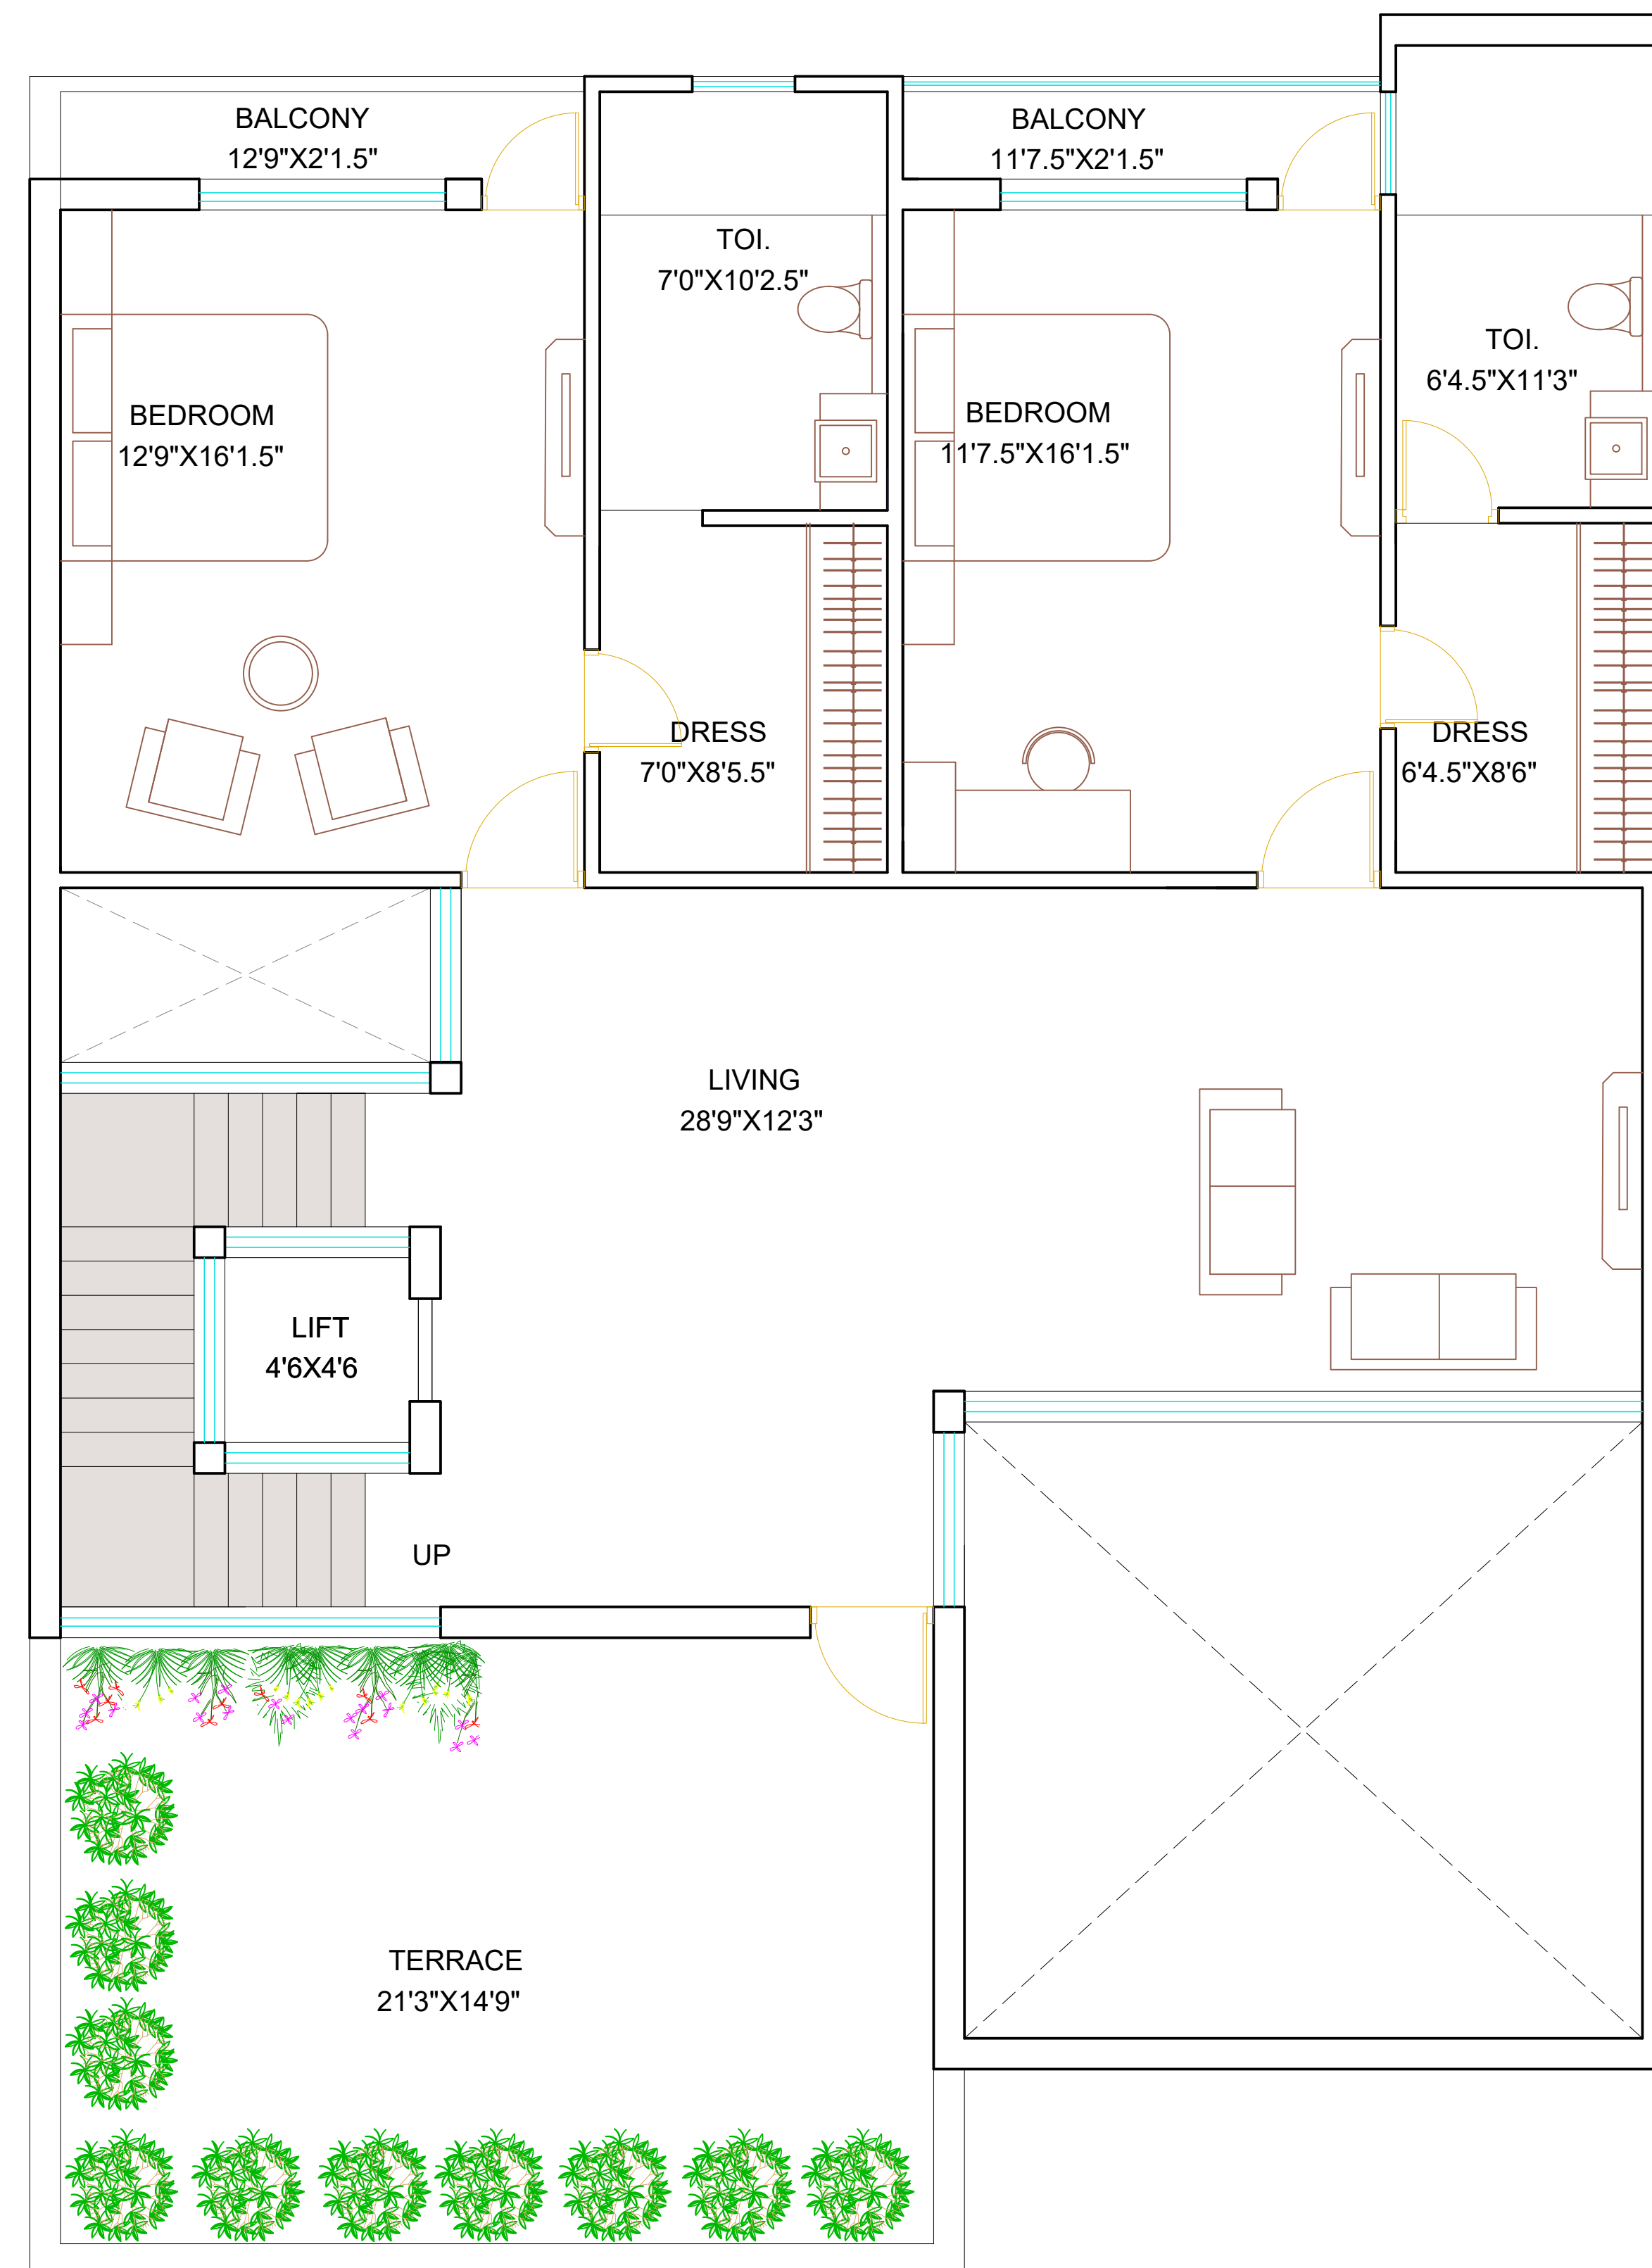 BALCONY
12'9"X2'1.5"
BALCONY
11'7.5"X2'1.5"
TOI.
7'0"X10'2.5"
TOI.
6'4.5"X11'3"
BEDROOM
12'9"X16'1.5"
BEDROOM
11'7.5"X16'1.5"
DRESS
7'0"X8'5.5"
DRESS
6'4.5"X8'6"
LIVING
28'9"X12'3"
LIFT
4'6X4'6
UP
TERRACE
21'3"X14'9"